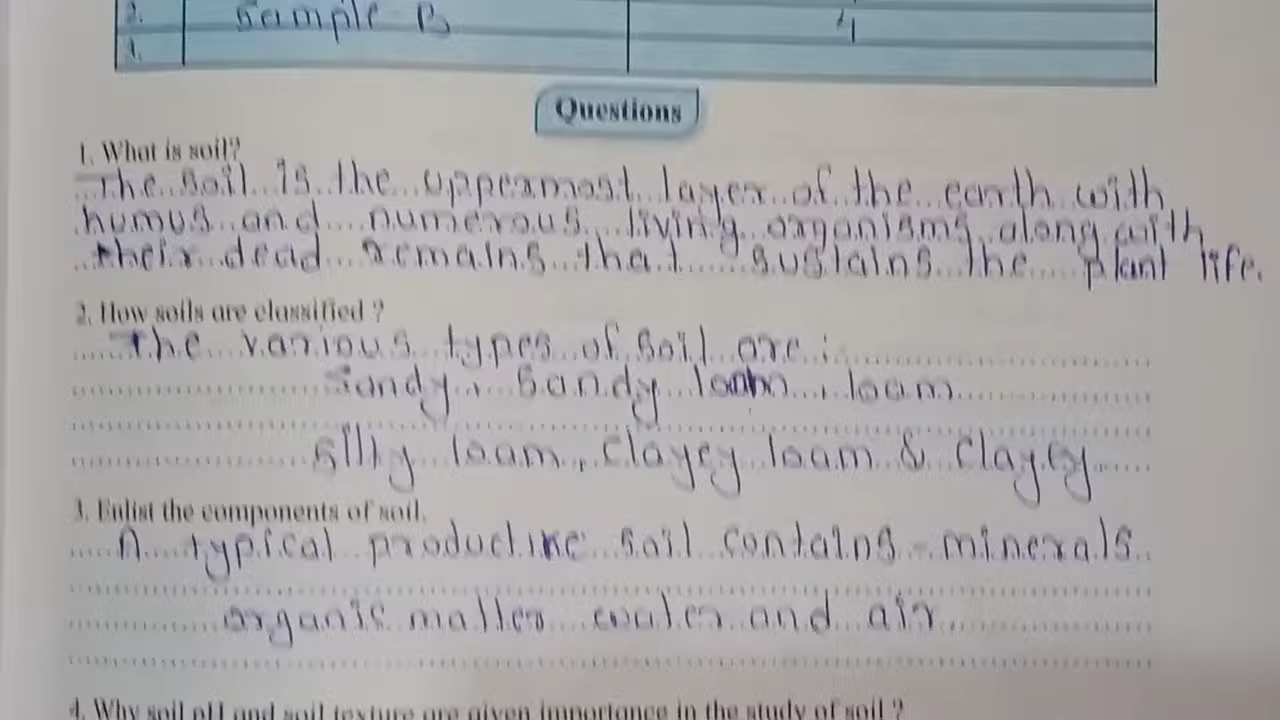 2. Sample B 4
Questions
1. What is soil?
The soil is the uppermost layer of the earth with
humus and numerous living organisms along with
their dead remains that sustains the plant life.
2. How soils are classified ?
The various types of soil are :
Sandy, Sandy loam, loam
silty loam, clayey loam & clayey
3. Enlist the components of soil.
A typical productive soil contains - minerals
organic matter water and air.
4. Why soil pH and soil texture are given importance in the study of soil ?